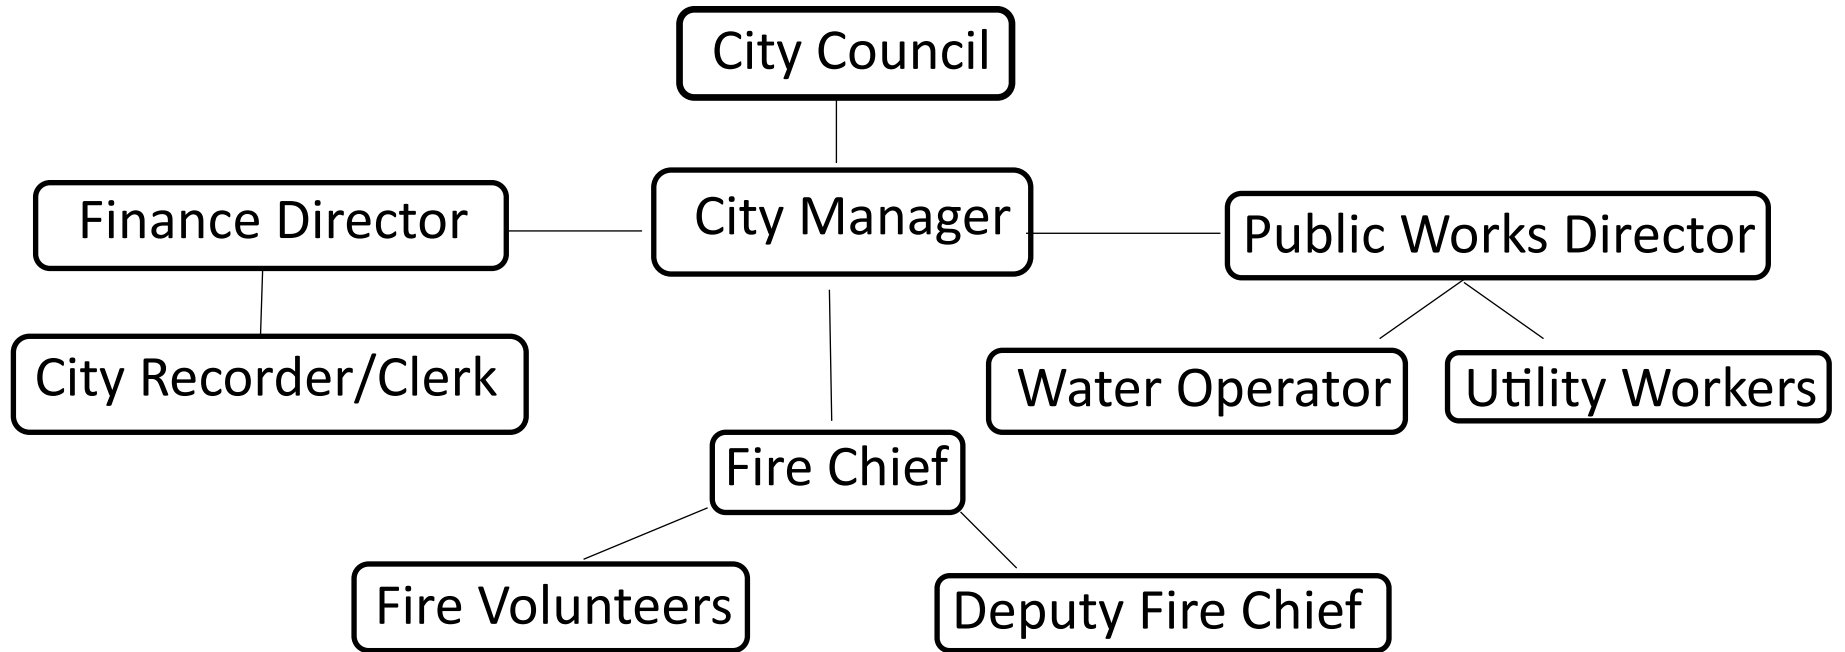 City Council
Finance Director
City Manager
Public Works Director
City Recorder/Clerk
Water Operator
Utility Workers
Fire Chief
Fire Volunteers
Deputy Fire Chief